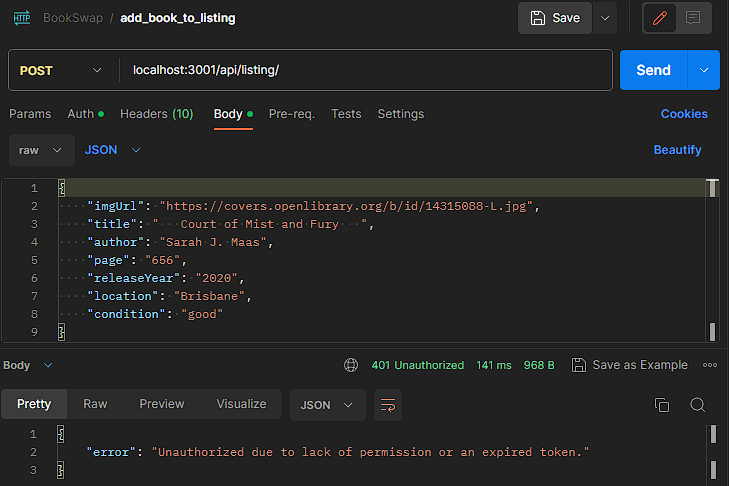 HTTP BookSwap / add_book_to_listing Save
POST localhost:3001/api/listing/ Send
Params Auth Headers (10) Body Pre-req. Tests Settings Cookies
raw JSON Beautify
1 {
2 "imgUrl": "https://covers.openlibrary.org/b/id/14315088-L.jpg",
3 "title": "   Court of Mist and Fury   ",
4 "author": "Sarah J. Maas",
5 "page": "656",
6 "releaseYear": "2020",
7 "location": "Brisbane",
8 "condition": "good"
9 }
Body 401 Unauthorized 141 ms 968 B Save as Example
Pretty Raw Preview Visualize JSON
1 {
2 "error": "Unauthorized due to lack of permission or an expired token."
3 }